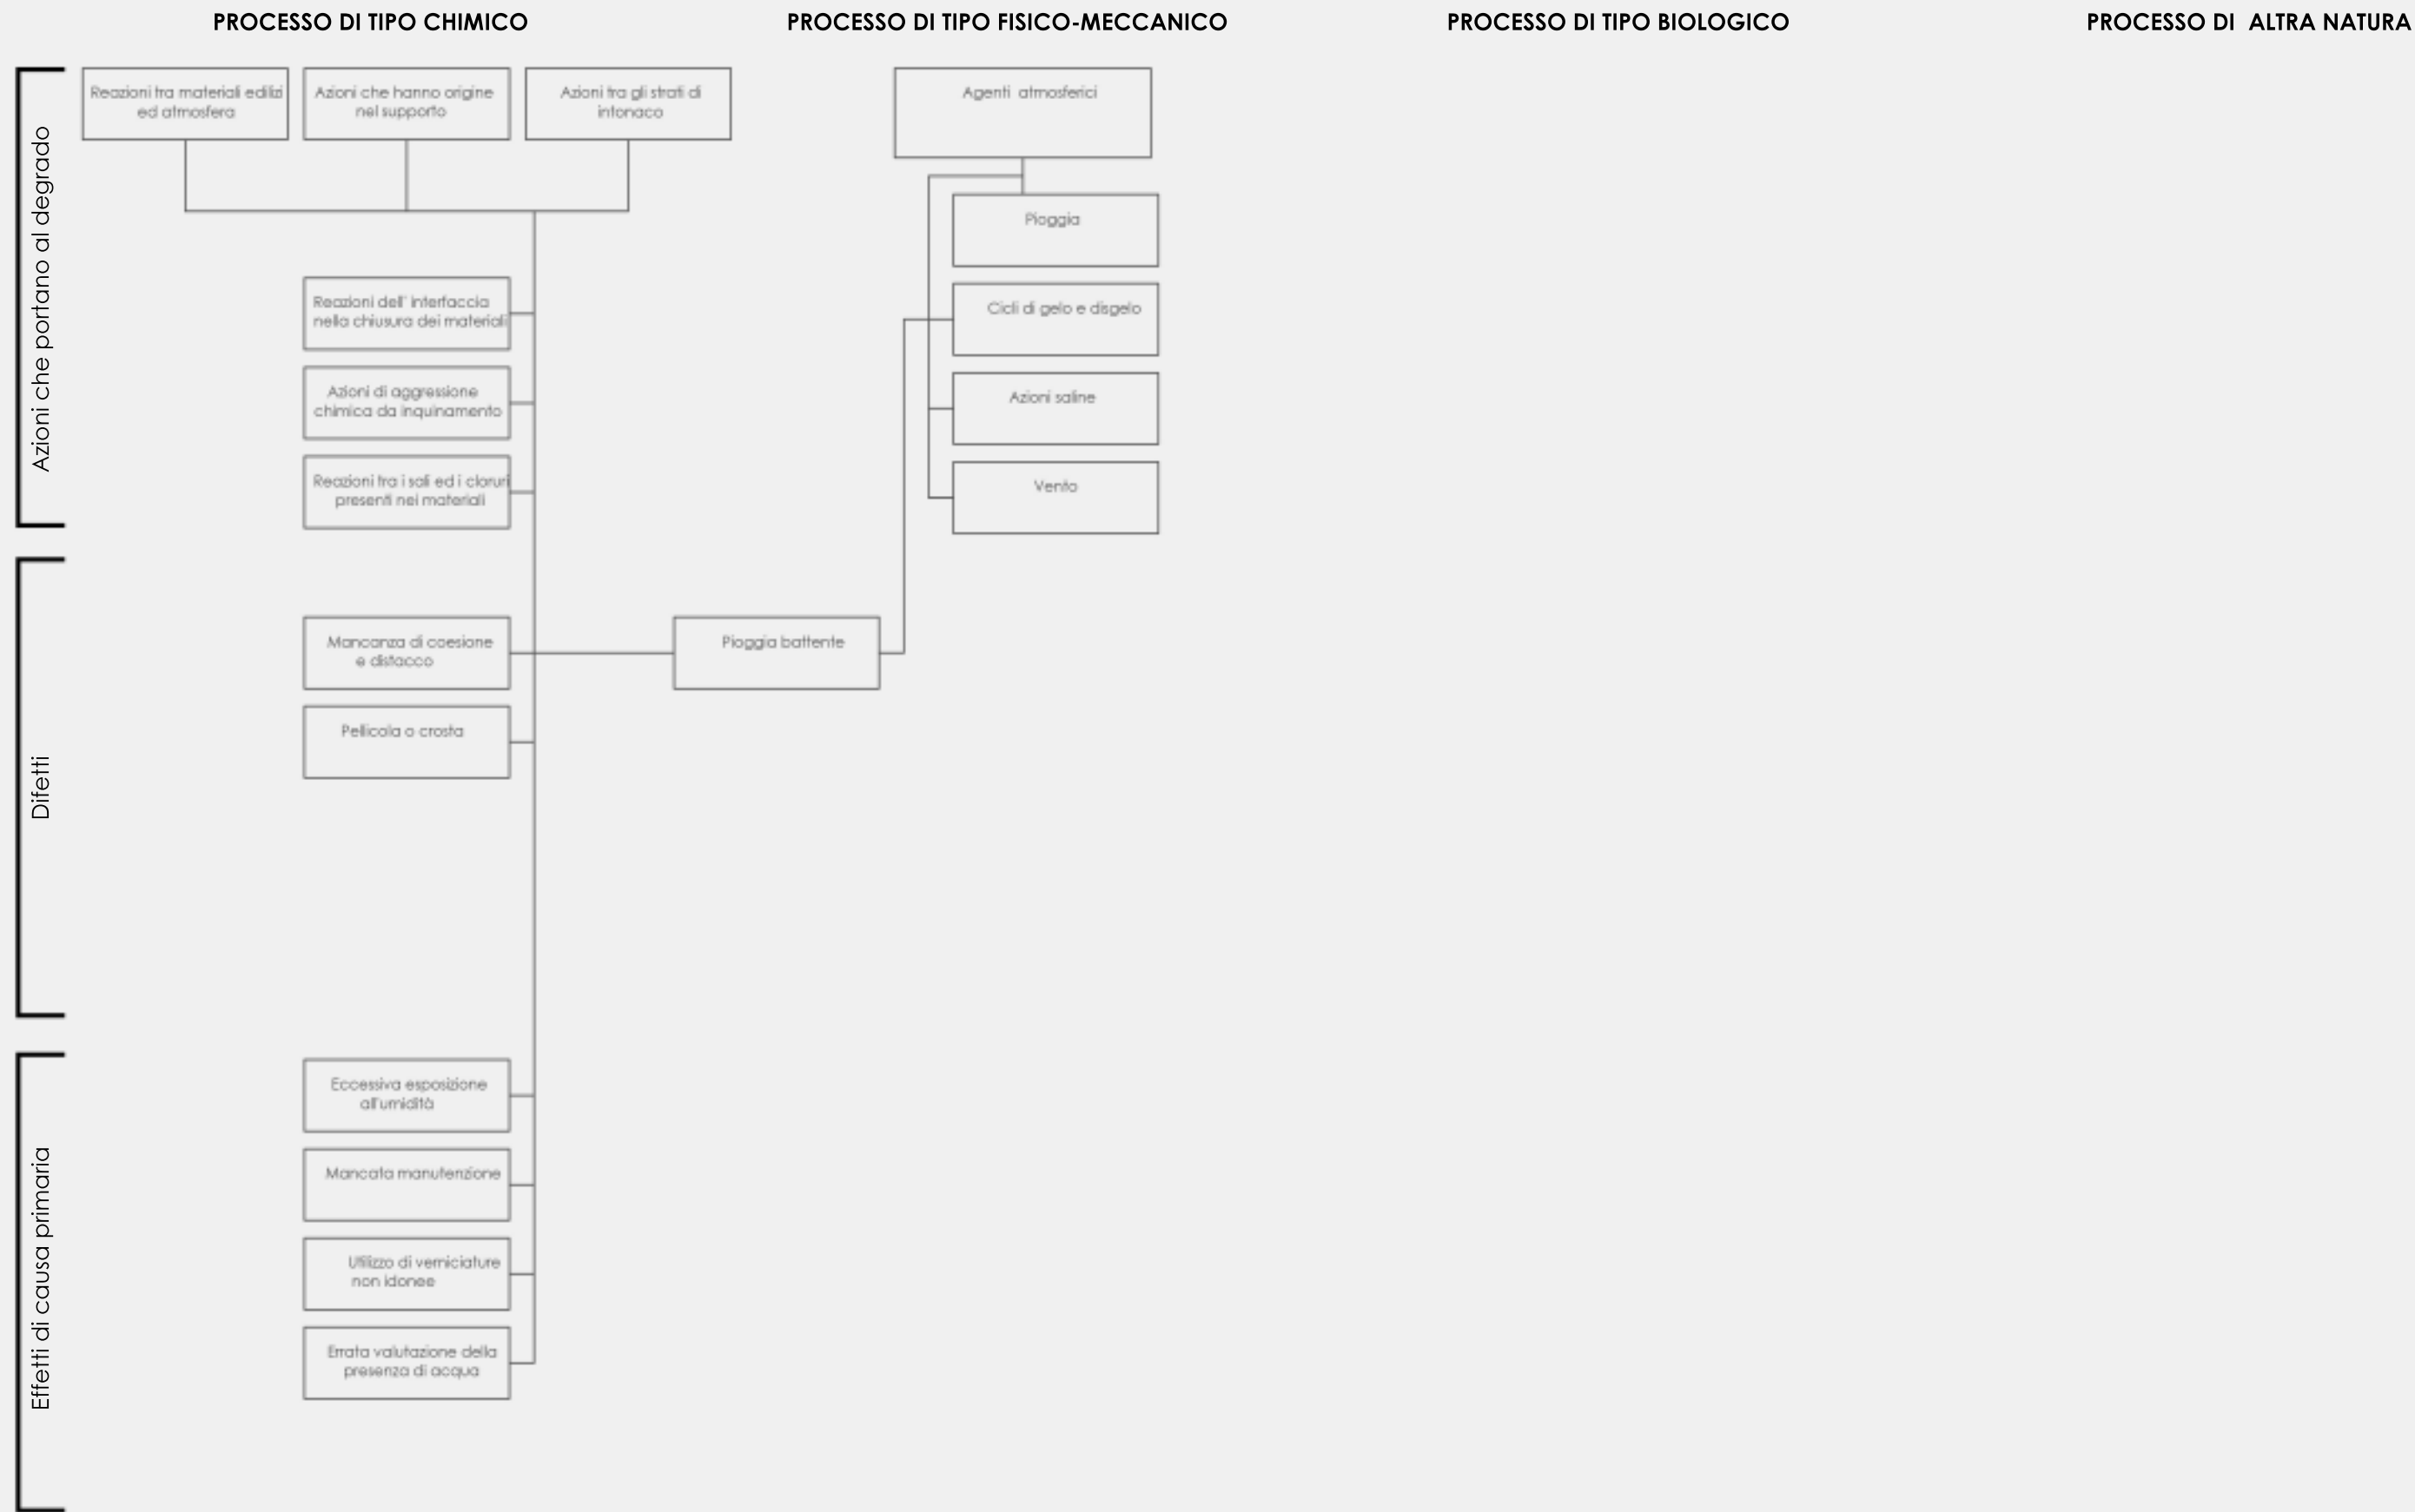 PROCESSO DI TIPO CHIMICO
PROCESSO DI TIPO FISICO-MECCANICO
PROCESSO DI TIPO BIOLOGICO
PROCESSO DI ALTRA NATURA
Azioni che portano al degrado
Reazioni tra materiali edilizi
ed atmosfera
Azioni che hanno origine
nel supporto
Azioni tra gli strati di
intonaco
Agenti atmosferici
Pioggia
Reazioni dell' interfaccia
nella chiusura dei materiali
Cicli di gelo e disgelo
Azioni di aggressione
chimica da inquinamento
Azioni saline
Reazioni tra i sali ed i cloruri
presenti nei materiali
Vento
Difetti
Mancanza di coesione
e distacco
Pioggia battente
Pellicola o crosta
Effetti di causa primaria
Eccessiva esposizione
all'umidità
Mancata manutenzione
Utilizzo di verniciature
non idonee
Errata valutazione della
presenza di acqua